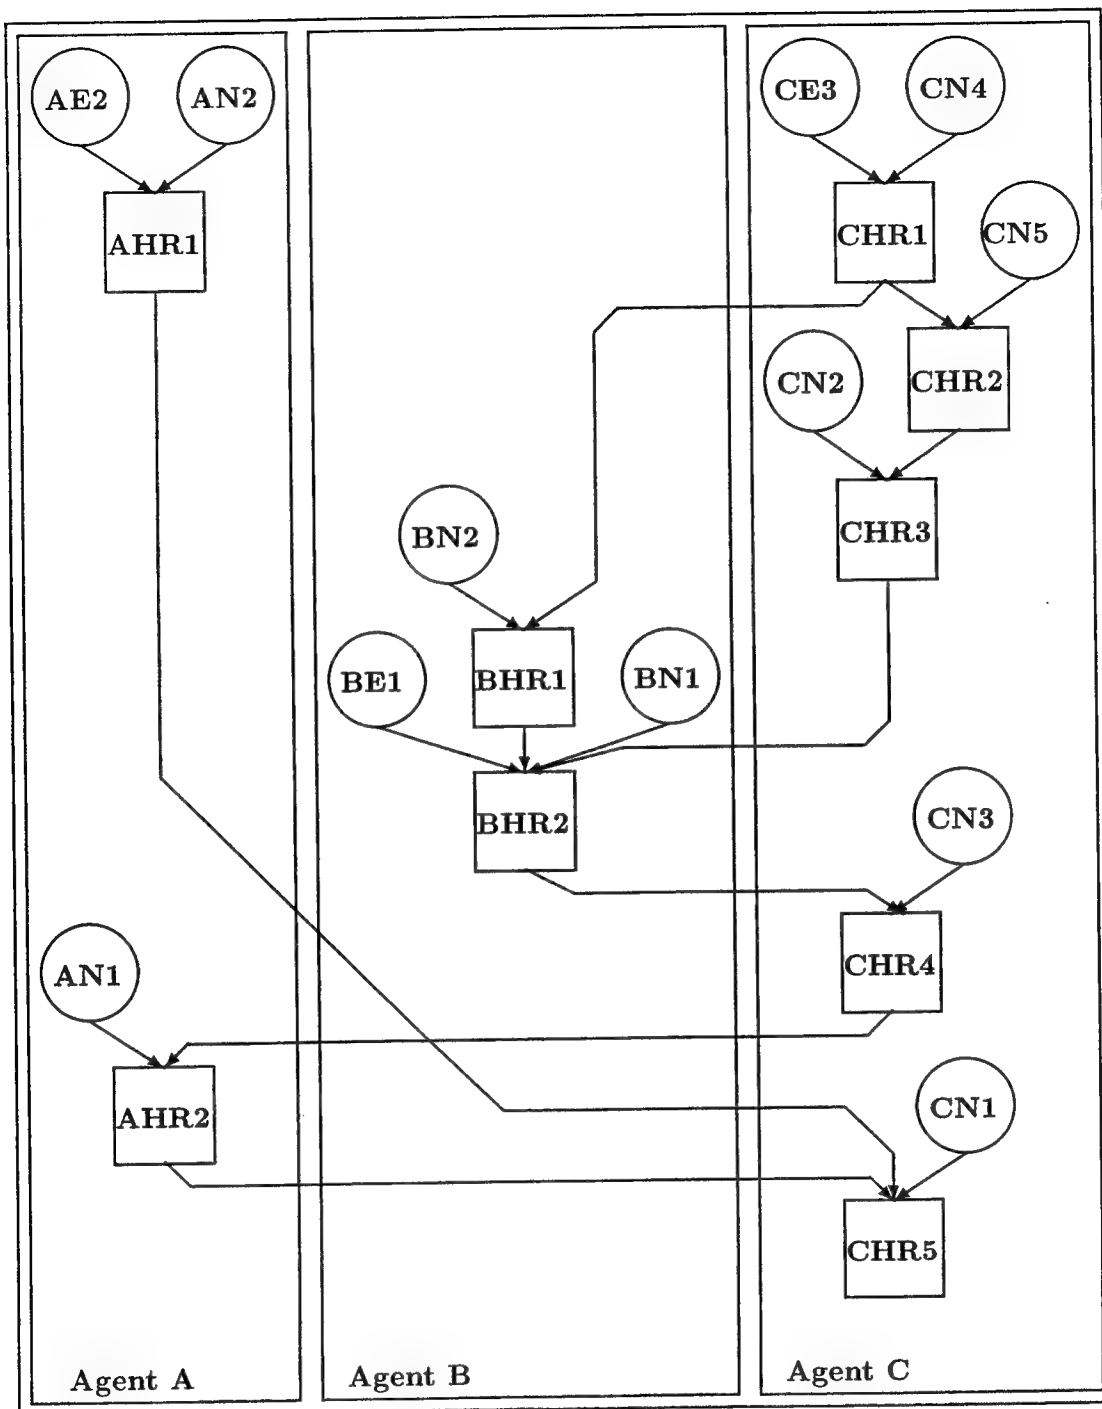 AE2
AN2
CE3
CN4
AHR1
CHR1
CN5
CN2
CHR2
BN2
CHR3
BE1
BHR1
BN1
BHR2
CN3
AN1
CHR4
AHR2
CN1
CHR5
Agent A
Agent B
Agent C